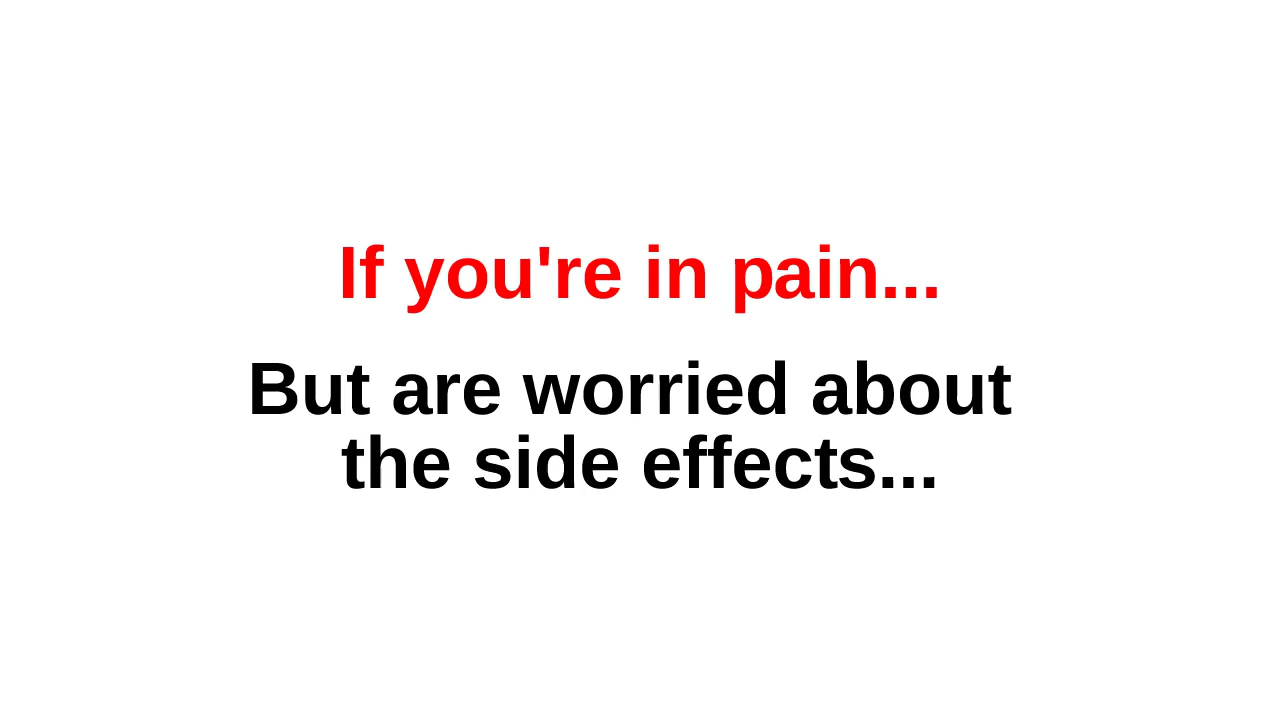 If you're in pain...
But are worried about
the side effects...